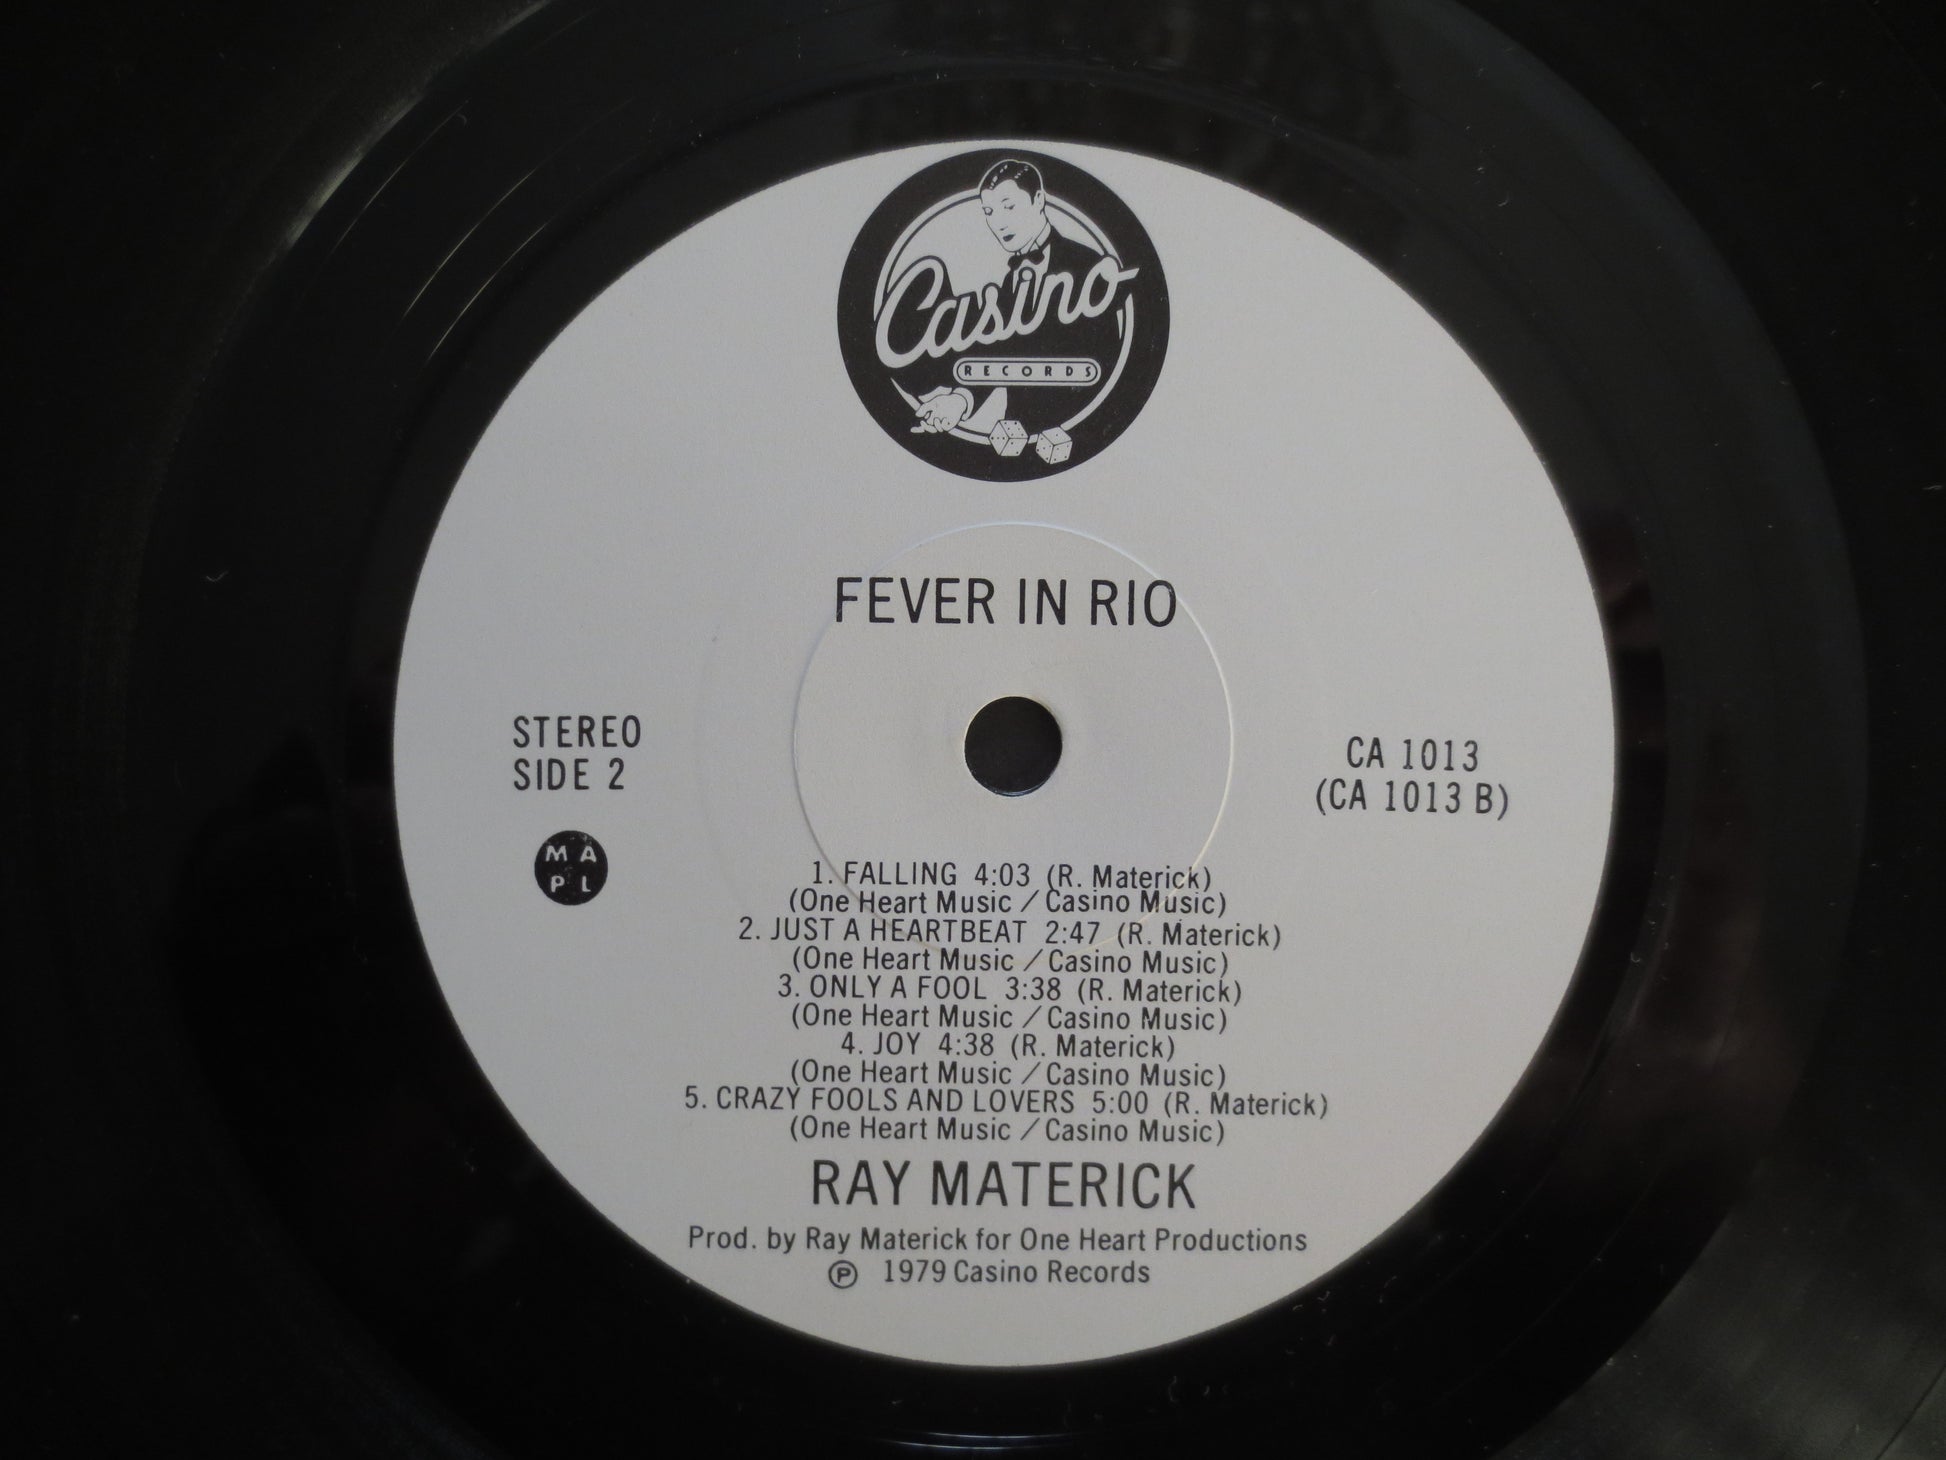 Casino
RECORDS
FEVER IN RIO
STEREO
SIDE 2
CA 1013
(CA 1013 B)
M A
P L
1. FALLING 4:03 (R. Materick)
(One Heart Music / Casino Music)
2. JUST A HEARTBEAT 2:47 (R. Materick)
(One Heart Music / Casino Music)
3. ONLY A FOOL 3:38 (R. Materick)
(One Heart Music / Casino Music)
4. JOY 4:38 (R. Materick)
(One Heart Music / Casino Music)
5. CRAZY FOOLS AND LOVERS 5:00 (R. Materick)
(One Heart Music / Casino Music)
RAY MATERICK
Prod. by Ray Materick for One Heart Productions
℗ 1979 Casino Records